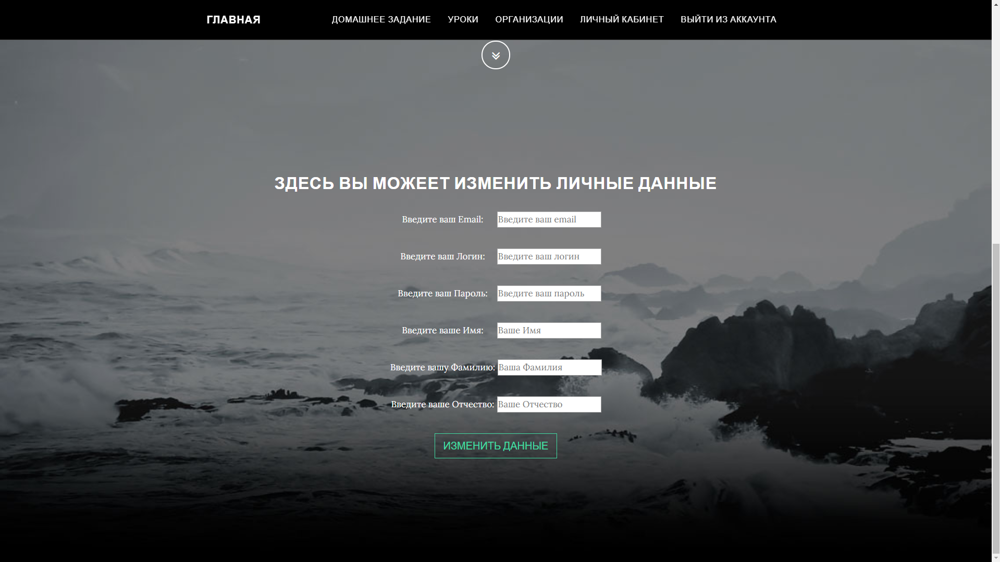 ГЛАВНАЯ
ДОМАШНЕЕ ЗАДАНИЕ
УРОКИ
ОРГАНИЗАЦИИ
ЛИЧНЫЙ КАБИНЕТ
ВЫЙТИ ИЗ АККАУНТА
ЗДЕСЬ ВЫ МОЖЕЕТ ИЗМЕНИТЬ ЛИЧНЫЕ ДАННЫЕ
Введите ваш Email: Введите ваш email
Введите ваш Логин: Введите ваш логин
Введите ваш Пароль: Введите ваш пароль
Введите ваше Имя: Ваше Имя
Введите вашу Фамилию: Ваша Фамилия
Введите ваше Отчество: Ваше Отчество
ИЗМЕНИТЬ ДАННЫЕ